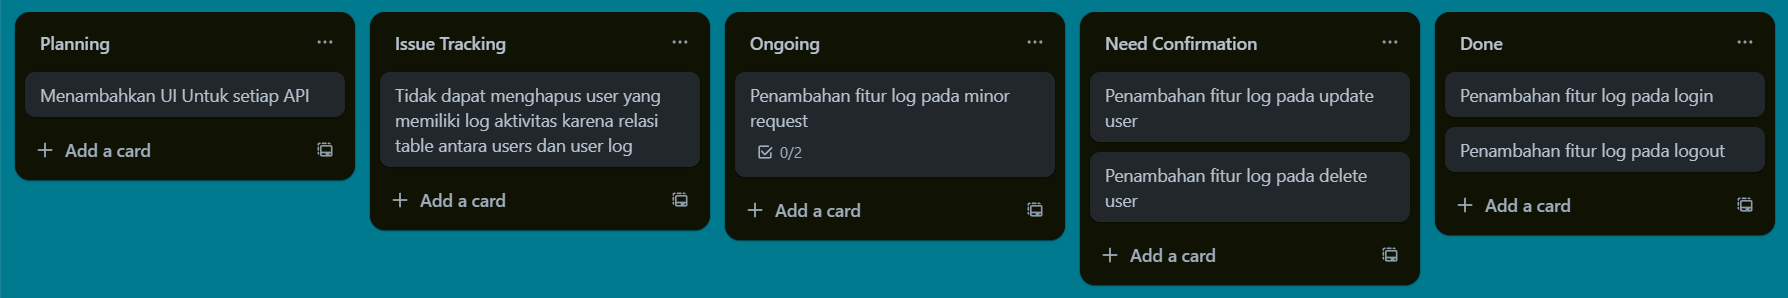 Planning
Menambahkan UI Untuk setiap API
Add a card
Issue Tracking
Tidak dapat menghapus user yang
memiliki log aktivitas karena relasi
table antara users dan user log
Add a card
Ongoing
Penambahan fitur log pada minor
request
0/2
Add a card
Need Confirmation
Penambahan fitur log pada update
user
Penambahan fitur log pada delete
user
Add a card
Done
Penambahan fitur log pada login
Penambahan fitur log pada logout
Add a card